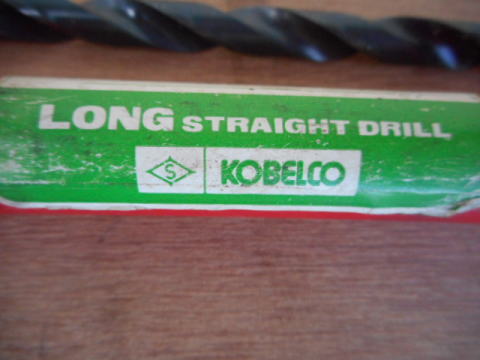 LONG STRAIGHT DRILL
S KOBELCO